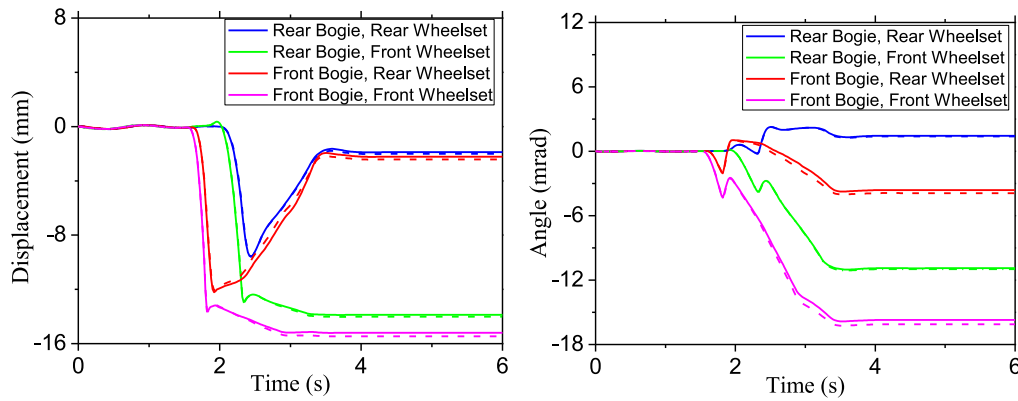 8
0
-8
-16
Displacement (mm)
Rear Bogie, Rear Wheelset
Rear Bogie, Front Wheelset
Front Bogie, Rear Wheelset
Front Bogie, Front Wheelset
0 2 4 6
Time (s)
12
6
0
-6
-12
-18
Angle (mrad)
Rear Bogie, Rear Wheelset
Rear Bogie, Front Wheelset
Front Bogie, Rear Wheelset
Front Bogie, Front Wheelset
0 2 4 6
Time (s)